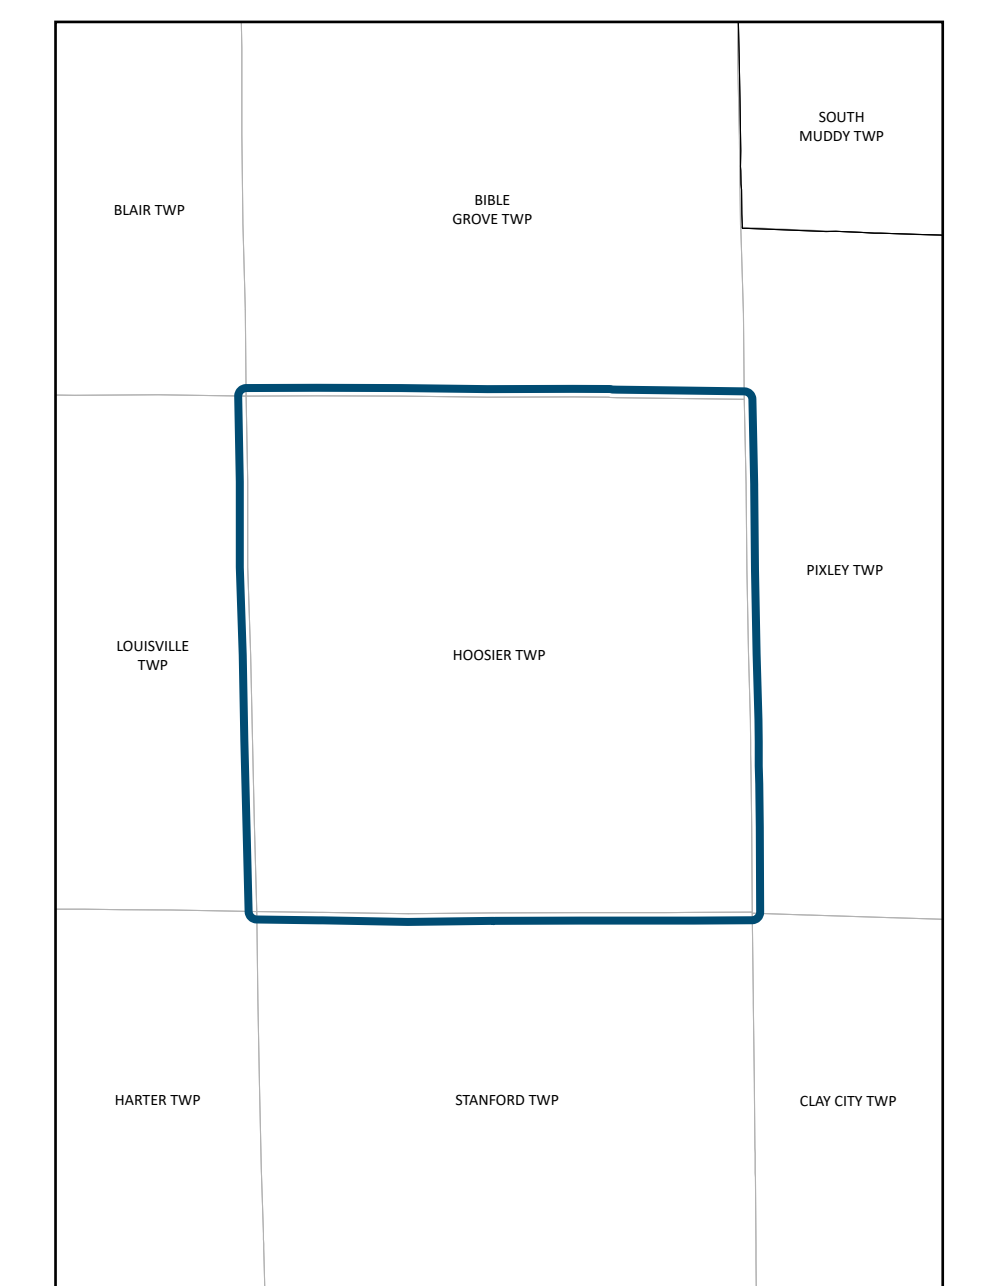 SOUTH
MUDDY TWP
BLAIR TWP
BIBLE
GROVE TWP
PIXLEY TWP
LOUISVILLE
TWP
HOOSIER TWP
HARTER TWP
STANFORD TWP
CLAY CITY TWP